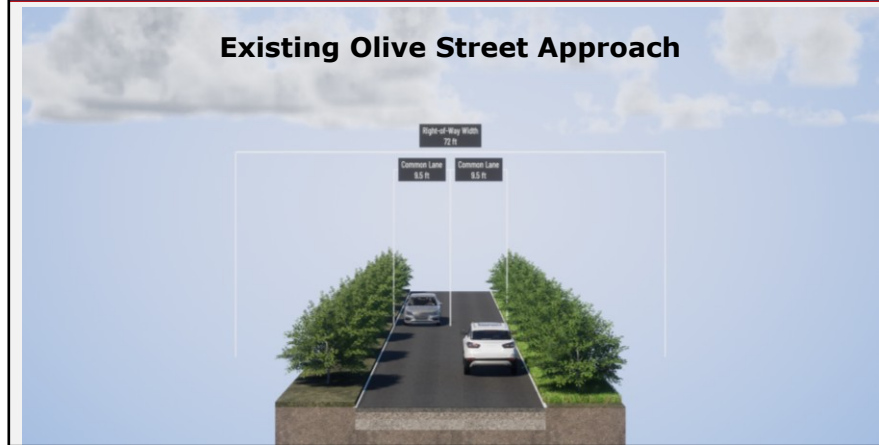 Existing Olive Street Approach
Right-of-Way Width
72 ft
Common Lane
9.5 ft
Common Lane
9.5 ft